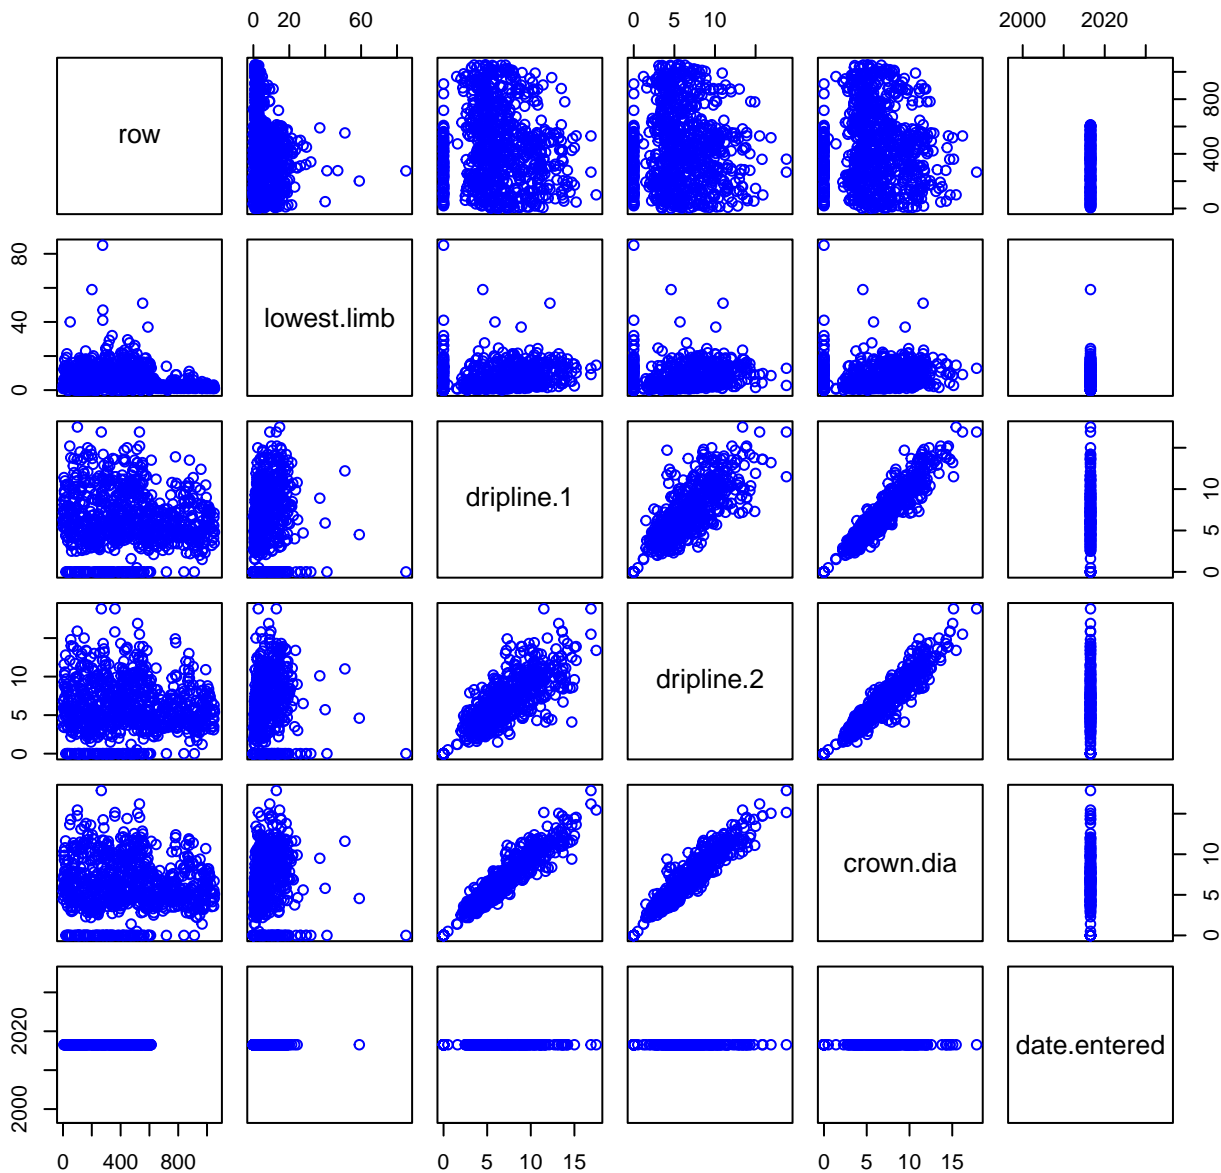 0 20 60 0 5 10 2000 2020
row 0 400 800
0 40 80 lowest.limb
dripline.1 0 5 10
0 5 10 dripline.2
crown.dia 0 5 10
2000 2020 date.entered
0 400 800 0 5 10 15 0 5 10 15